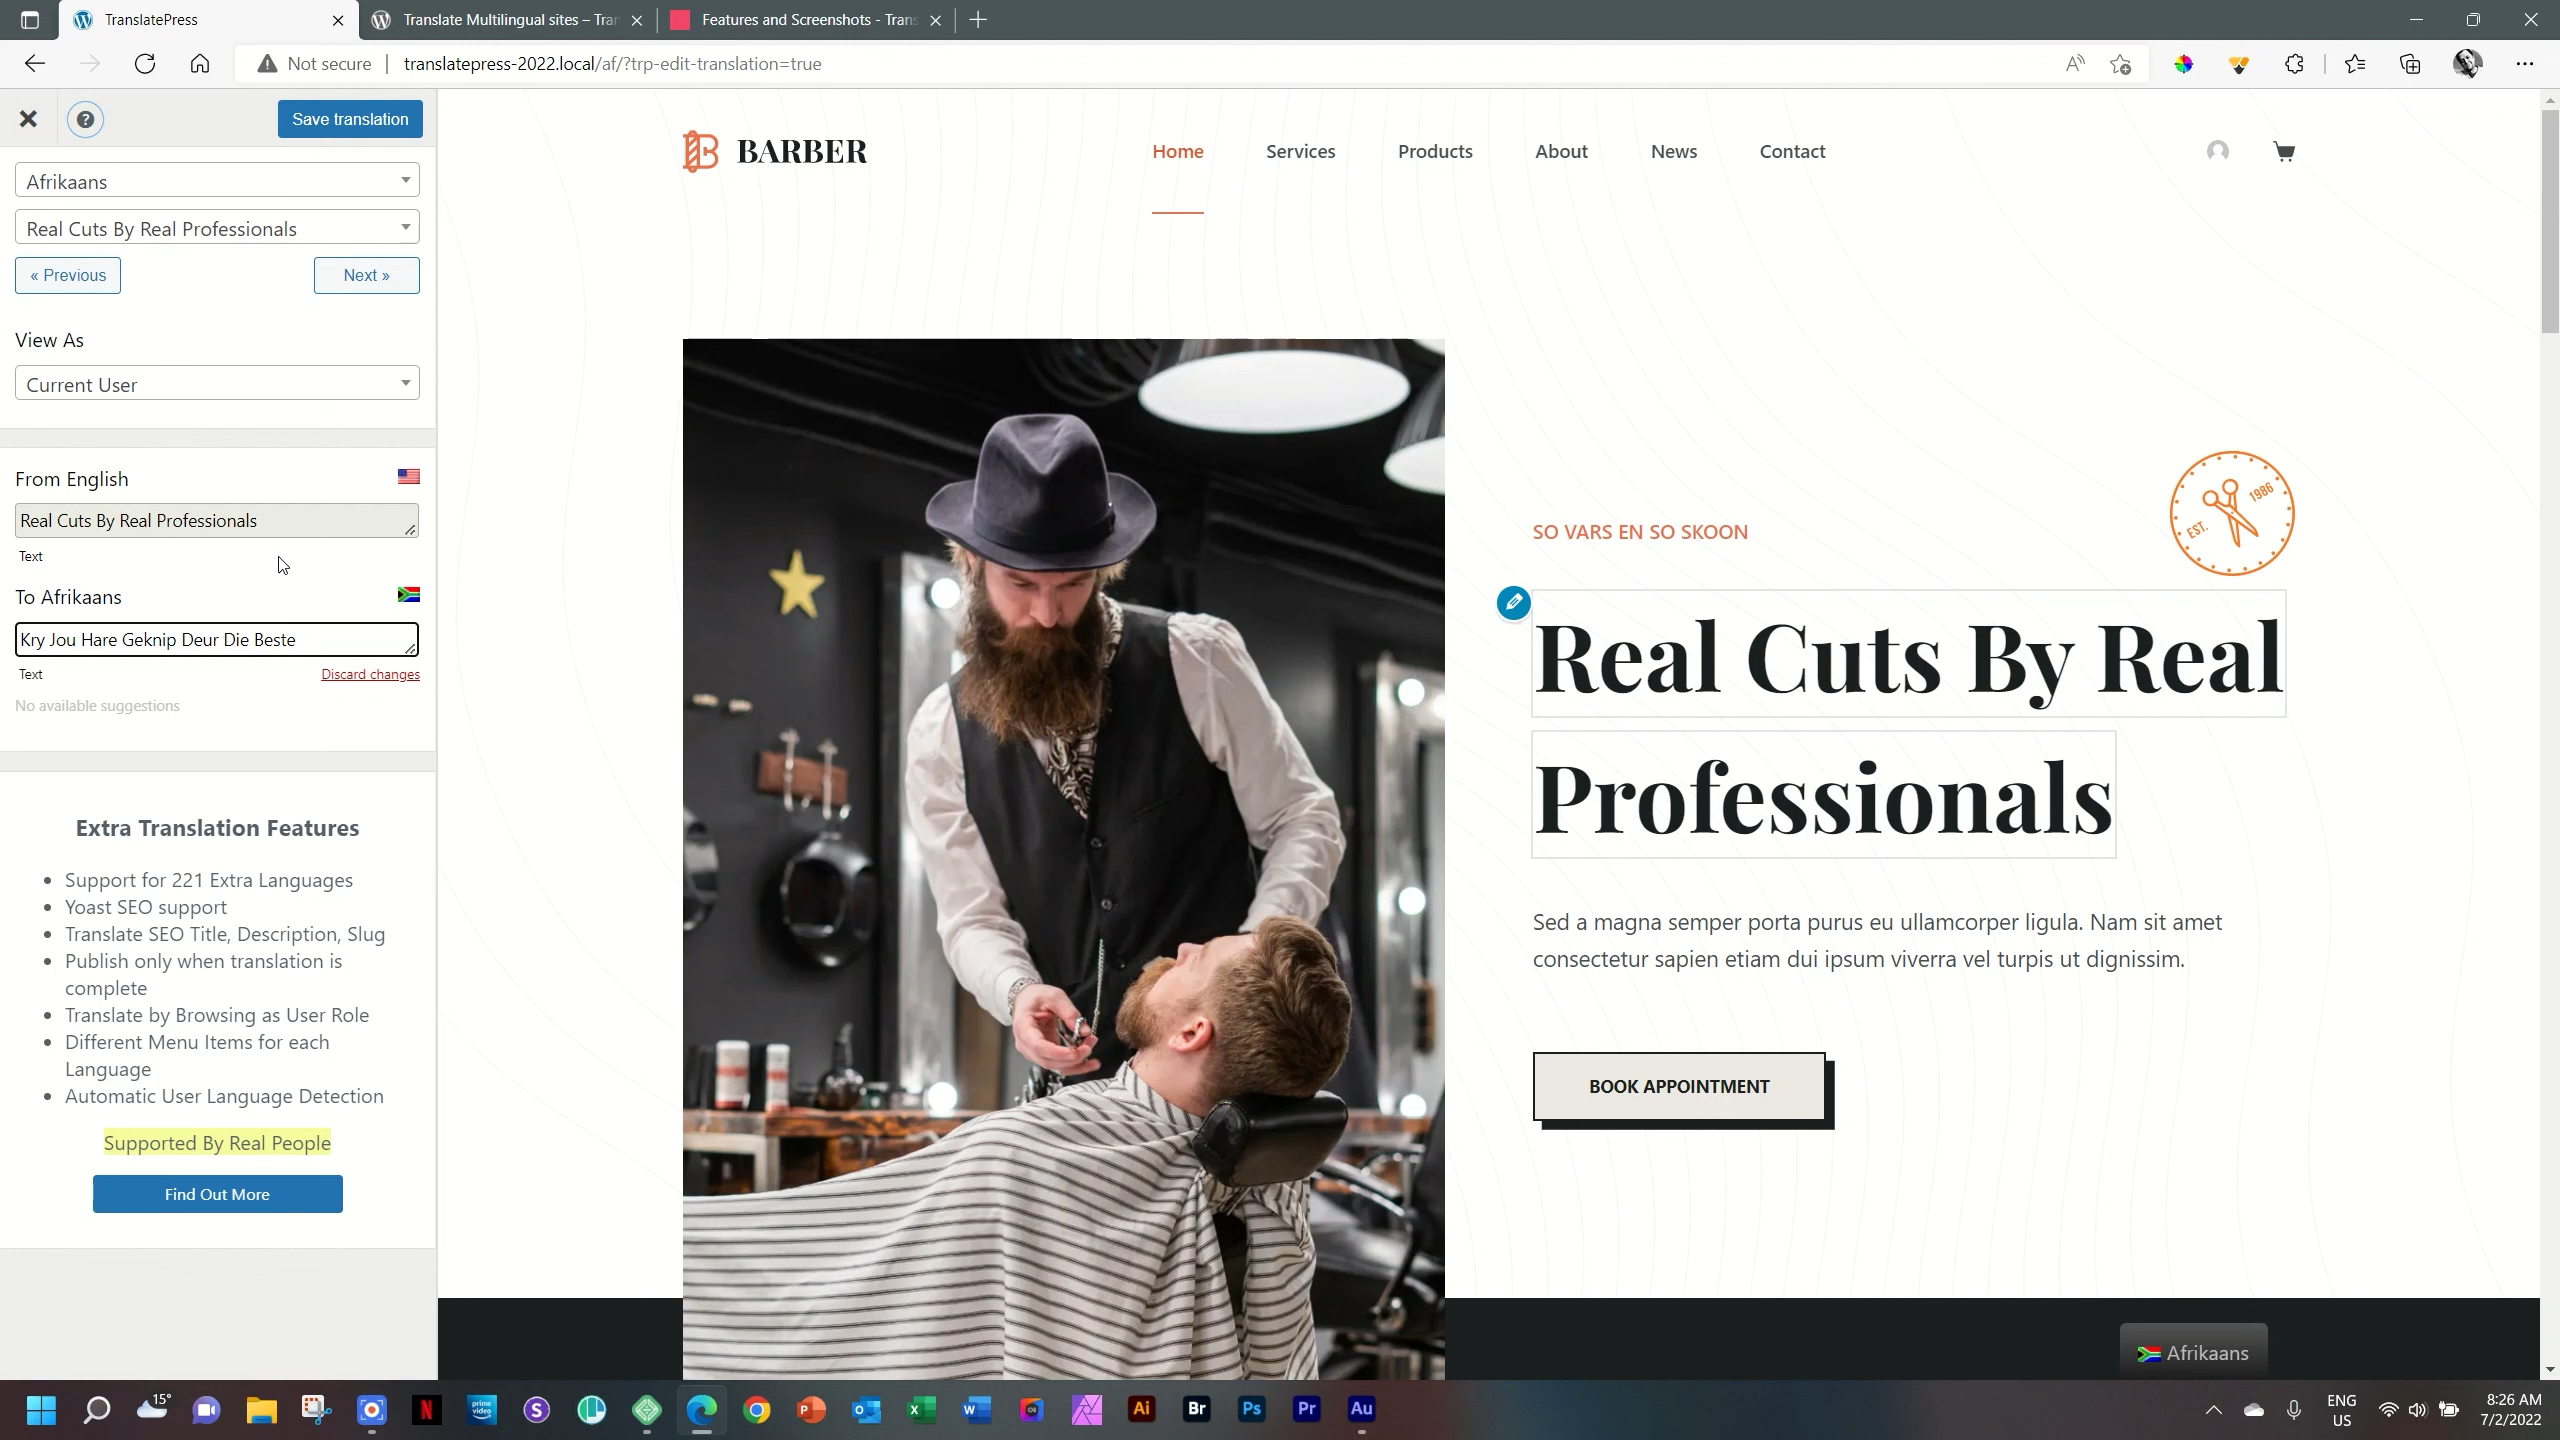 TranslatePress
Translate Multilingual sites – Tra
Features and Screenshots - Trans
Not secure
translatepress-2022.local/af/?trp-edit-translation=true
Save translation
Afrikaans
Real Cuts By Real Professionals
« Previous
Next »
View As
Current User
From English
Real Cuts By Real Professionals
Text
To Afrikaans
Kry Jou Hare Geknip Deur Die Beste
Text
Discard changes
No available suggestions
Extra Translation Features
Support for 221 Extra Languages
Yoast SEO support
Translate SEO Title, Description, Slug
Publish only when translation is
complete
Translate by Browsing as User Role
Different Menu Items for each
Language
Automatic User Language Detection
Supported By Real People
Find Out More
BARBER
Home
Services
Products
About
News
Contact
SO VARS EN SO SKOON
EST. 1986
Real Cuts By Real
Professionals
Sed a magna semper porta purus eu ullamcorper ligula. Nam sit amet
consectetur sapien etiam dui ipsum viverra vel turpis ut dignissim.
BOOK APPOINTMENT
Afrikaans
15°
prime video
S
Ai
Br
Ps
Pr
Au
ENG
US
8:26 AM
7/2/2022